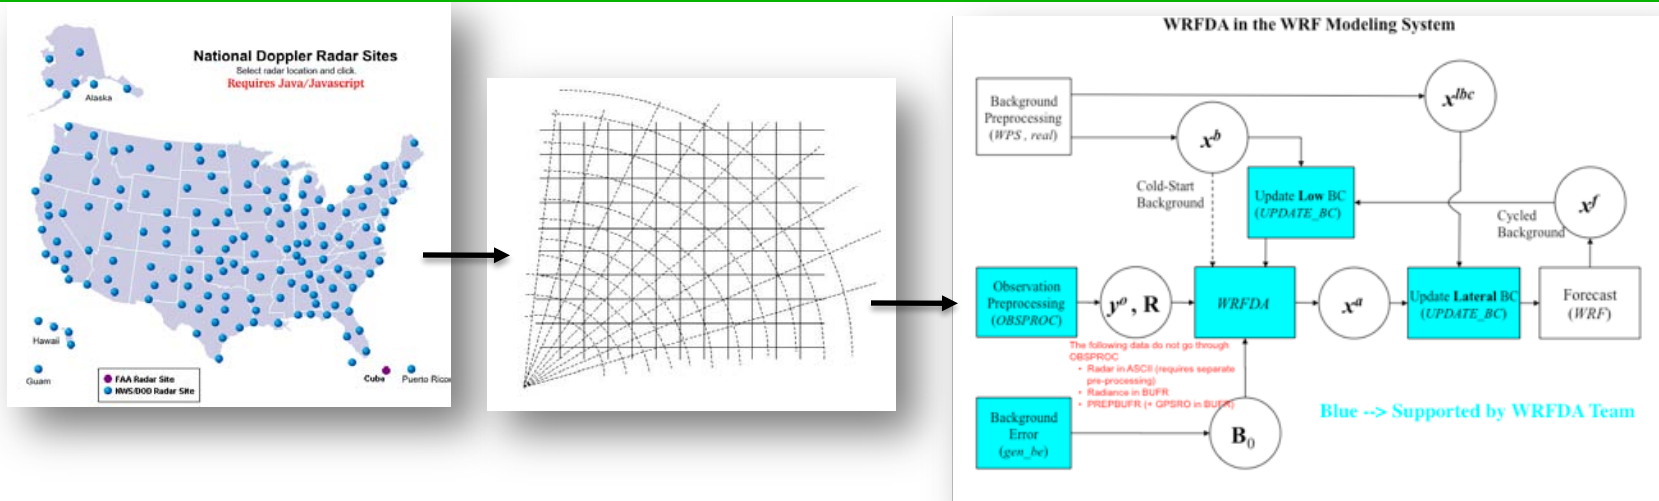 National Doppler Radar Sites
Select radar location and click.
Requires Java/Javascript
Alaska
Hawaii
Guam
FAA Radar Site
NWS/DOD Radar Site
Cuba
Puerto Rico
WRFDA in the WRF Modeling System
Background
Preprocessing
(WPS , real)
x^b
x^lbc
Cold-Start
Background
Update Low BC
(UPDATE_BC)
Cycled
Background
x^f
Observation
Preprocessing
(OBSPROC)
y^o , R
WRFDA
x^a
Update Lateral BC
(UPDATE_BC)
Forecast
(WRF)
The following data do not go through
OBSPROC
• Radar in ASCII (requires separate
pre-processing)
• Radiance in BUFR
• PREPBUFR (+ GPSRO in BUFR)
Background
Error
(gen_be)
B₀
Blue --> Supported by WRFDA Team